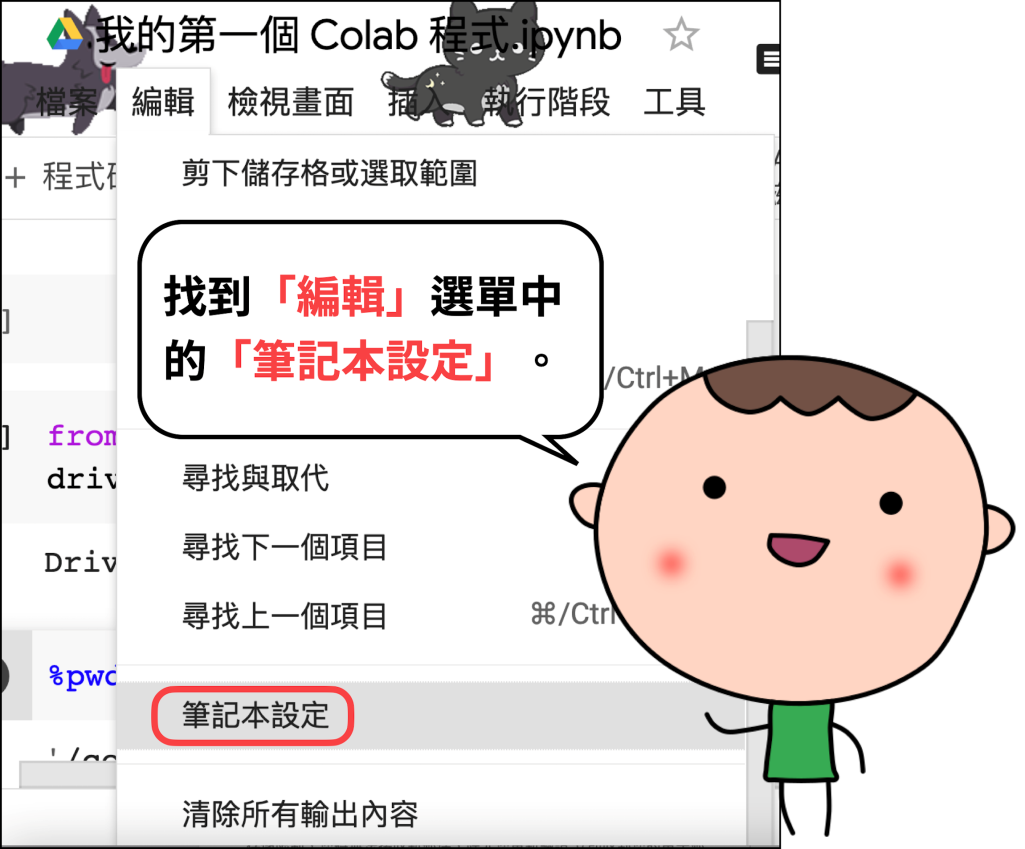 我的第一個 Colab 程式.ipynb
檔案 編輯 檢視畫面 插入 執行階段 工具
+ 程式
剪下儲存格或選取範圍
找到「編輯」選單中
的「筆記本設定」。
/Ctrl+M
]
] from
尋找與取代
driv
尋找下一個項目
Driv
尋找上一個項目 ⌘/Ctrl
%pwd
筆記本設定
'/
清除所有輸出內容